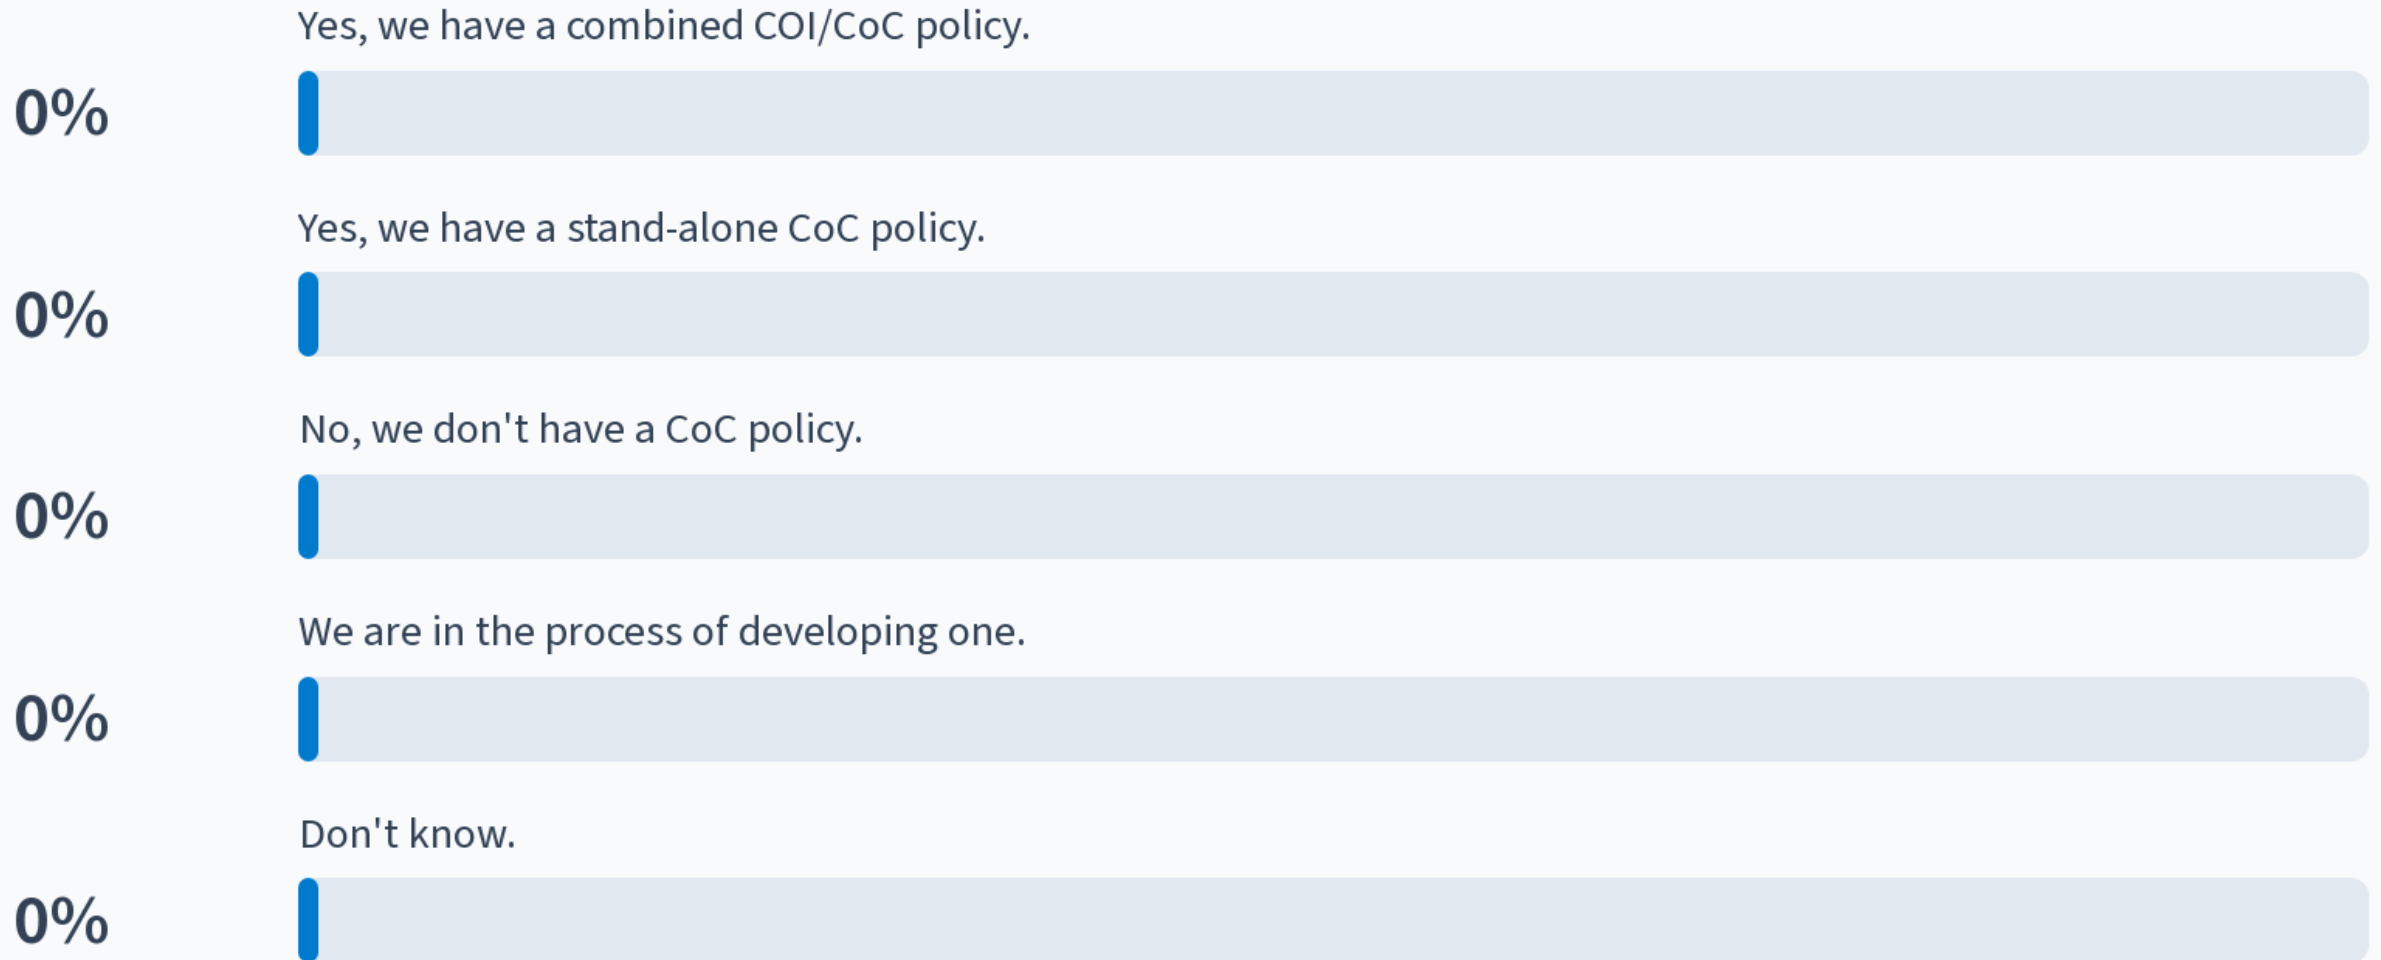 Yes, we have a combined COI/CoC policy.
0%
Yes, we have a stand-alone CoC policy.
0%
No, we don't have a CoC policy.
0%
We are in the process of developing one.
0%
Don't know.
0%